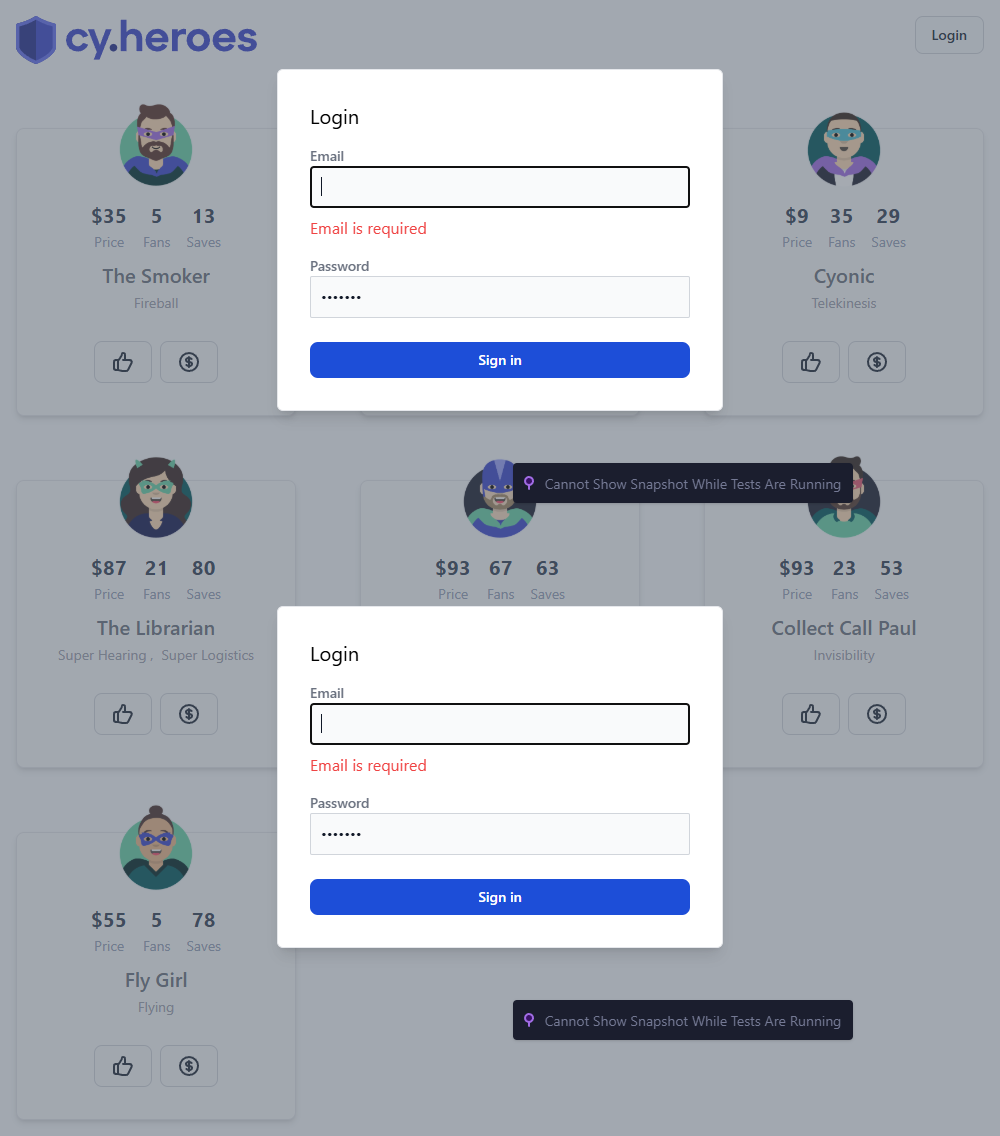 cy.heroes
Login
Login
Email
Email is required
Password
•••••••
Sign in
$35 5 13
Price Fans Saves
The Smoker
Fireball
$9 35 29
Price Fans Saves
Cyonic
Telekinesis
Cannot Show Snapshot While Tests Are Running
$87 21 80
Price Fans Saves
The Librarian
Super Hearing , Super Logistics
$93 67 63
Price Fans Saves
$93 23 53
Price Fans Saves
Collect Call Paul
Invisibility
Login
Email
Email is required
Password
•••••••
Sign in
$55 5 78
Price Fans Saves
Fly Girl
Flying
Cannot Show Snapshot While Tests Are Running